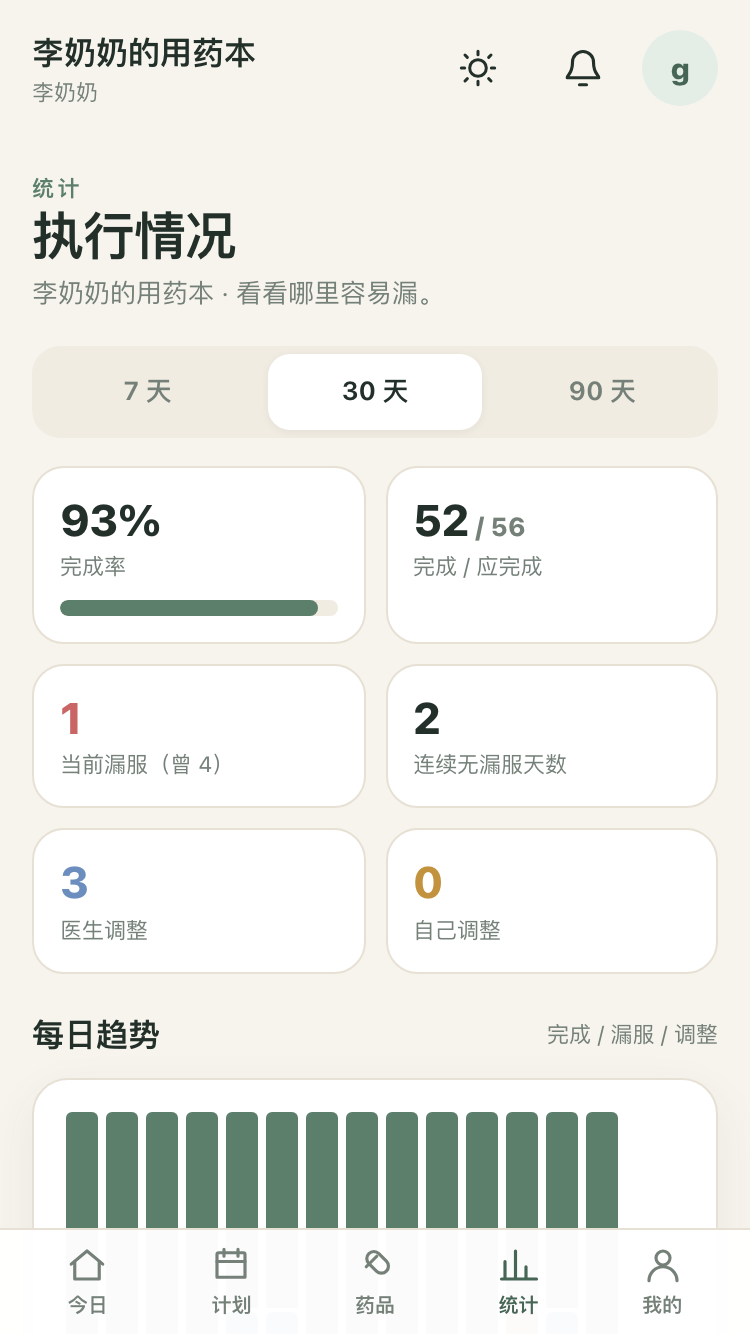 李奶奶的用药本
李奶奶
g
统计
执行情况
李奶奶的用药本 · 看看哪里容易漏。
7 天
30 天
90 天
93%
完成率
52 / 56
完成 / 应完成
1
当前漏服（曾 4）
2
连续无漏服天数
3
医生调整
0
自己调整
每日趋势
完成 / 漏服 / 调整
今日
计划
药品
统计
我的